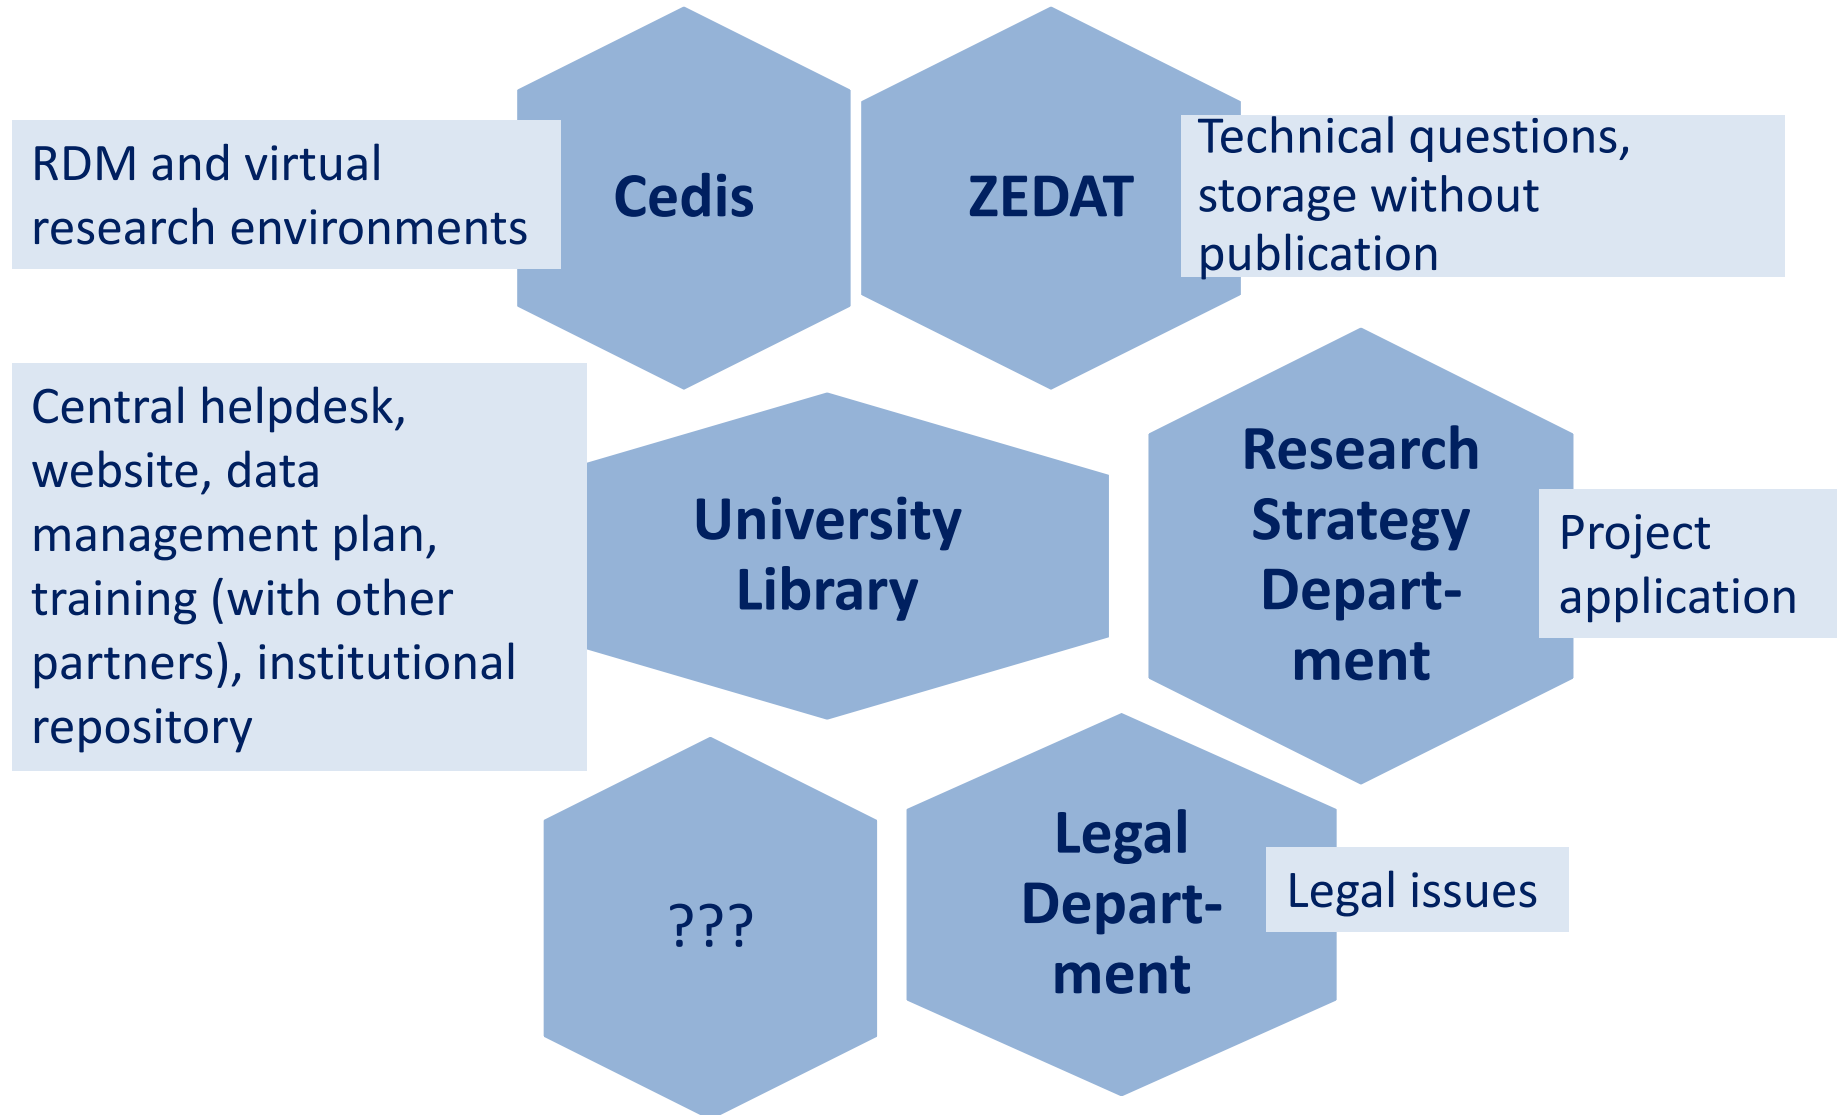 RDM and virtual
research environments
Cedis
ZEDAT
Technical questions,
storage without
publication
Central helpdesk,
website, data
management plan,
training (with other
partners), institutional
repository
University
Library
Research
Strategy
Depart-
ment
Project
application
???
Legal
Depart-
ment
Legal issues